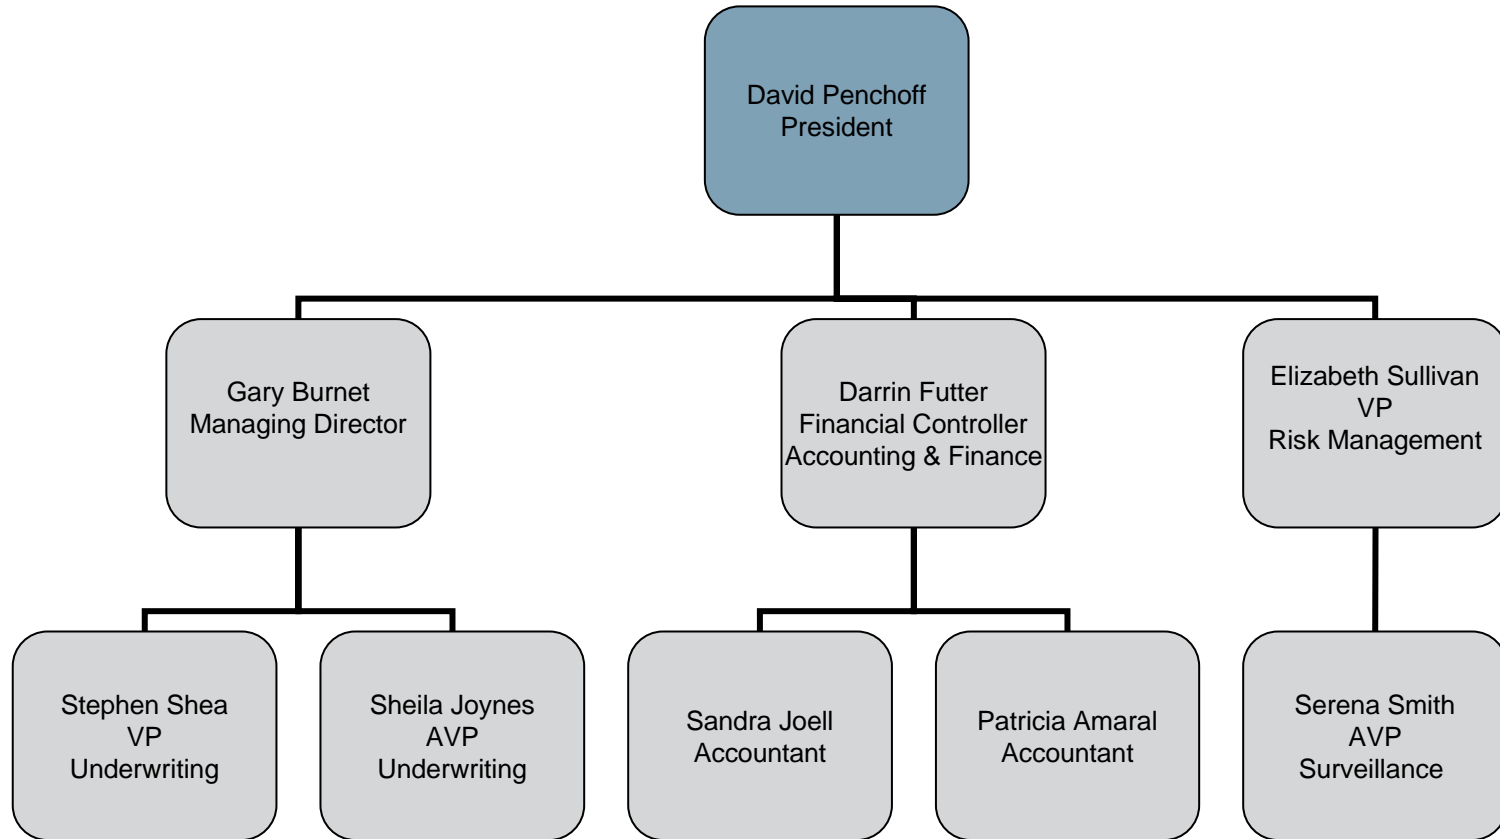 David Penchoff
President
Gary Burnet
Managing Director
Darrin Futter
Financial Controller
Accounting & Finance
Elizabeth Sullivan
VP
Risk Management
Stephen Shea
VP
Underwriting
Sheila Joynes
AVP
Underwriting
Sandra Joell
Accountant
Patricia Amaral
Accountant
Serena Smith
AVP
Surveillance